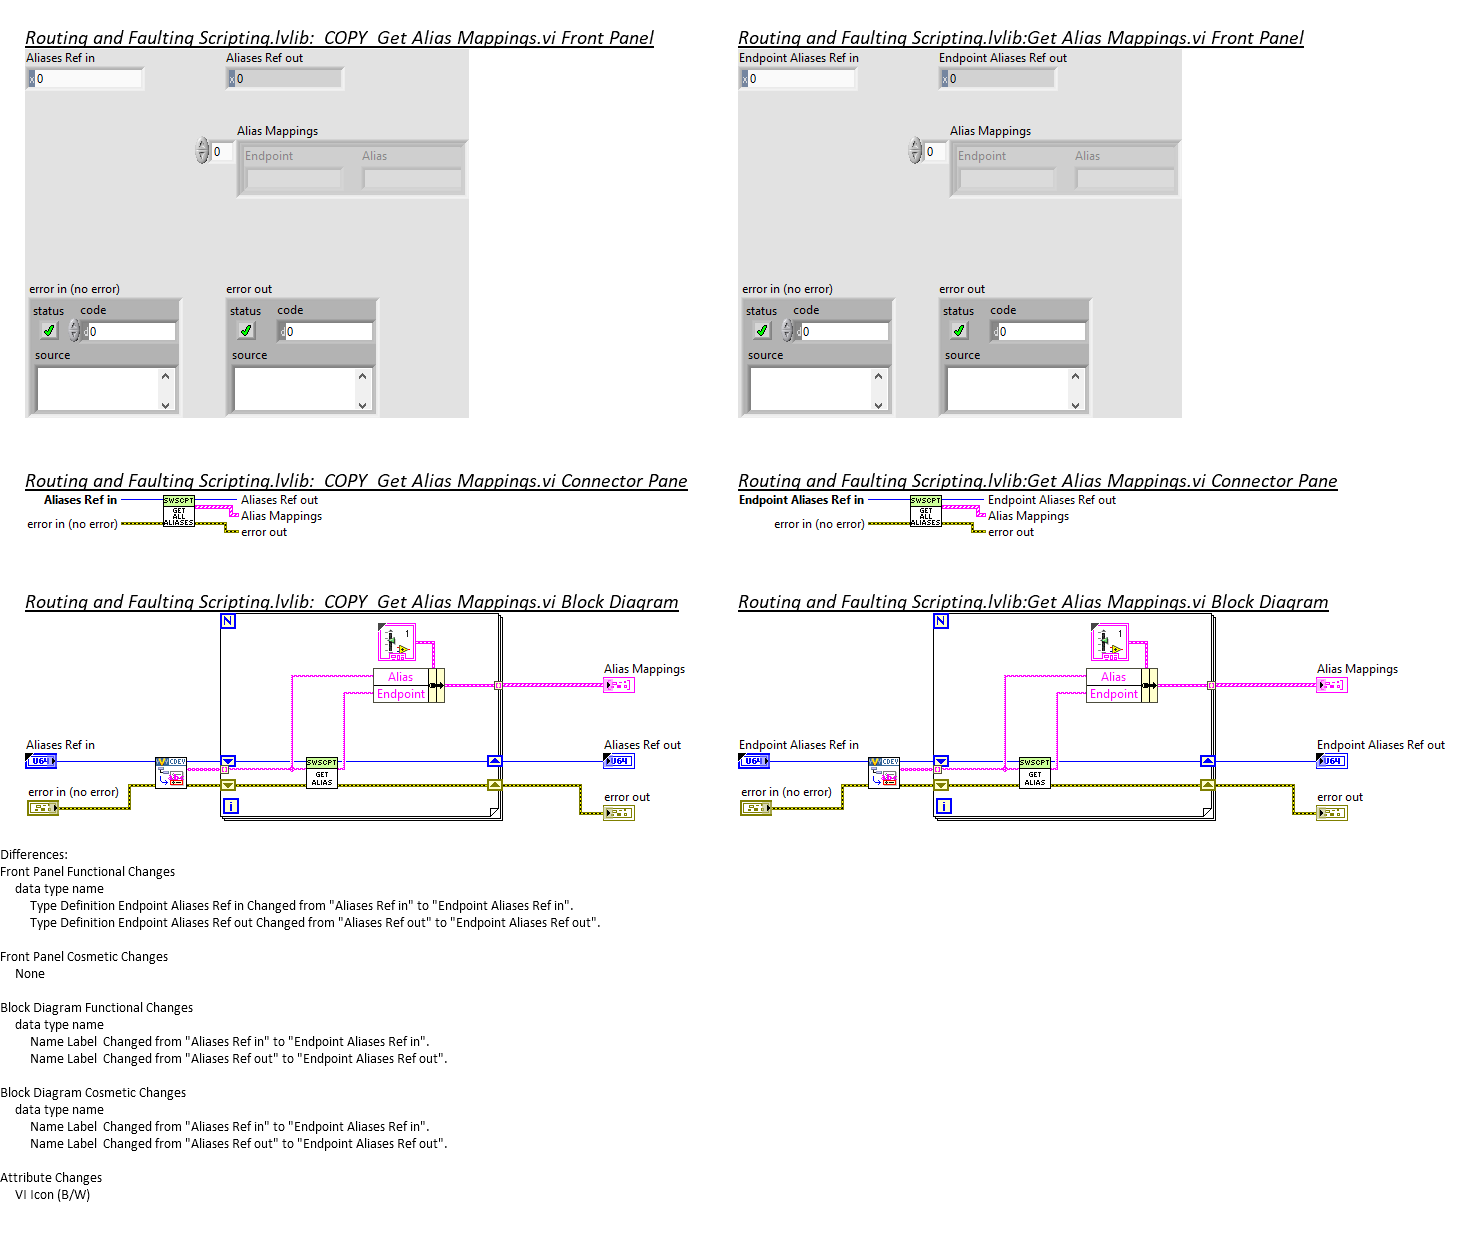 Routing and Faulting Scripting.lvlib:  COPY  Get Alias Mappings.vi Front Panel
Aliases Ref in
Aliases Ref out
x 0
x 0
Alias Mappings
0
Endpoint
Alias
error in (no error)
error out
status
code
status
code
d 0
d 0
source
source
Routing and Faulting Scripting.lvlib:Get Alias Mappings.vi Front Panel
Endpoint Aliases Ref in
Endpoint Aliases Ref out
x 0
x 0
Alias Mappings
0
Endpoint
Alias
error in (no error)
error out
status
code
status
code
d 0
d 0
source
source
Routing and Faulting Scripting.lvlib:  COPY  Get Alias Mappings.vi Connector Pane
Aliases Ref in
error in (no error)
SWSCPT
GET
ALL
ALIASES
Aliases Ref out
Alias Mappings
error out
Routing and Faulting Scripting.lvlib:Get Alias Mappings.vi Connector Pane
Endpoint Aliases Ref in
error in (no error)
SWSCPT
GET
ALL
ALIASES
Endpoint Aliases Ref out
Alias Mappings
error out
Routing and Faulting Scripting.lvlib:  COPY  Get Alias Mappings.vi Block Diagram
N
1
Alias
Endpoint
Alias Mappings
Aliases Ref in
U64
CDEV
SWSCPT
GET
ALIAS
Aliases Ref out
U64
error in (no error)
i
error out
Routing and Faulting Scripting.lvlib:Get Alias Mappings.vi Block Diagram
N
1
Alias
Endpoint
Alias Mappings
Endpoint Aliases Ref in
U64
CDEV
SWSCPT
GET
ALIAS
Endpoint Aliases Ref out
U64
error in (no error)
i
error out
Differences:
Front Panel Functional Changes
data type name
Type Definition Endpoint Aliases Ref in Changed from "Aliases Ref in" to "Endpoint Aliases Ref in".
Type Definition Endpoint Aliases Ref out Changed from "Aliases Ref out" to "Endpoint Aliases Ref out".
Front Panel Cosmetic Changes
None
Block Diagram Functional Changes
data type name
Name Label  Changed from "Aliases Ref in" to "Endpoint Aliases Ref in".
Name Label  Changed from "Aliases Ref out" to "Endpoint Aliases Ref out".
Block Diagram Cosmetic Changes
data type name
Name Label  Changed from "Aliases Ref in" to "Endpoint Aliases Ref in".
Name Label  Changed from "Aliases Ref out" to "Endpoint Aliases Ref out".
Attribute Changes
VI Icon (B/W)